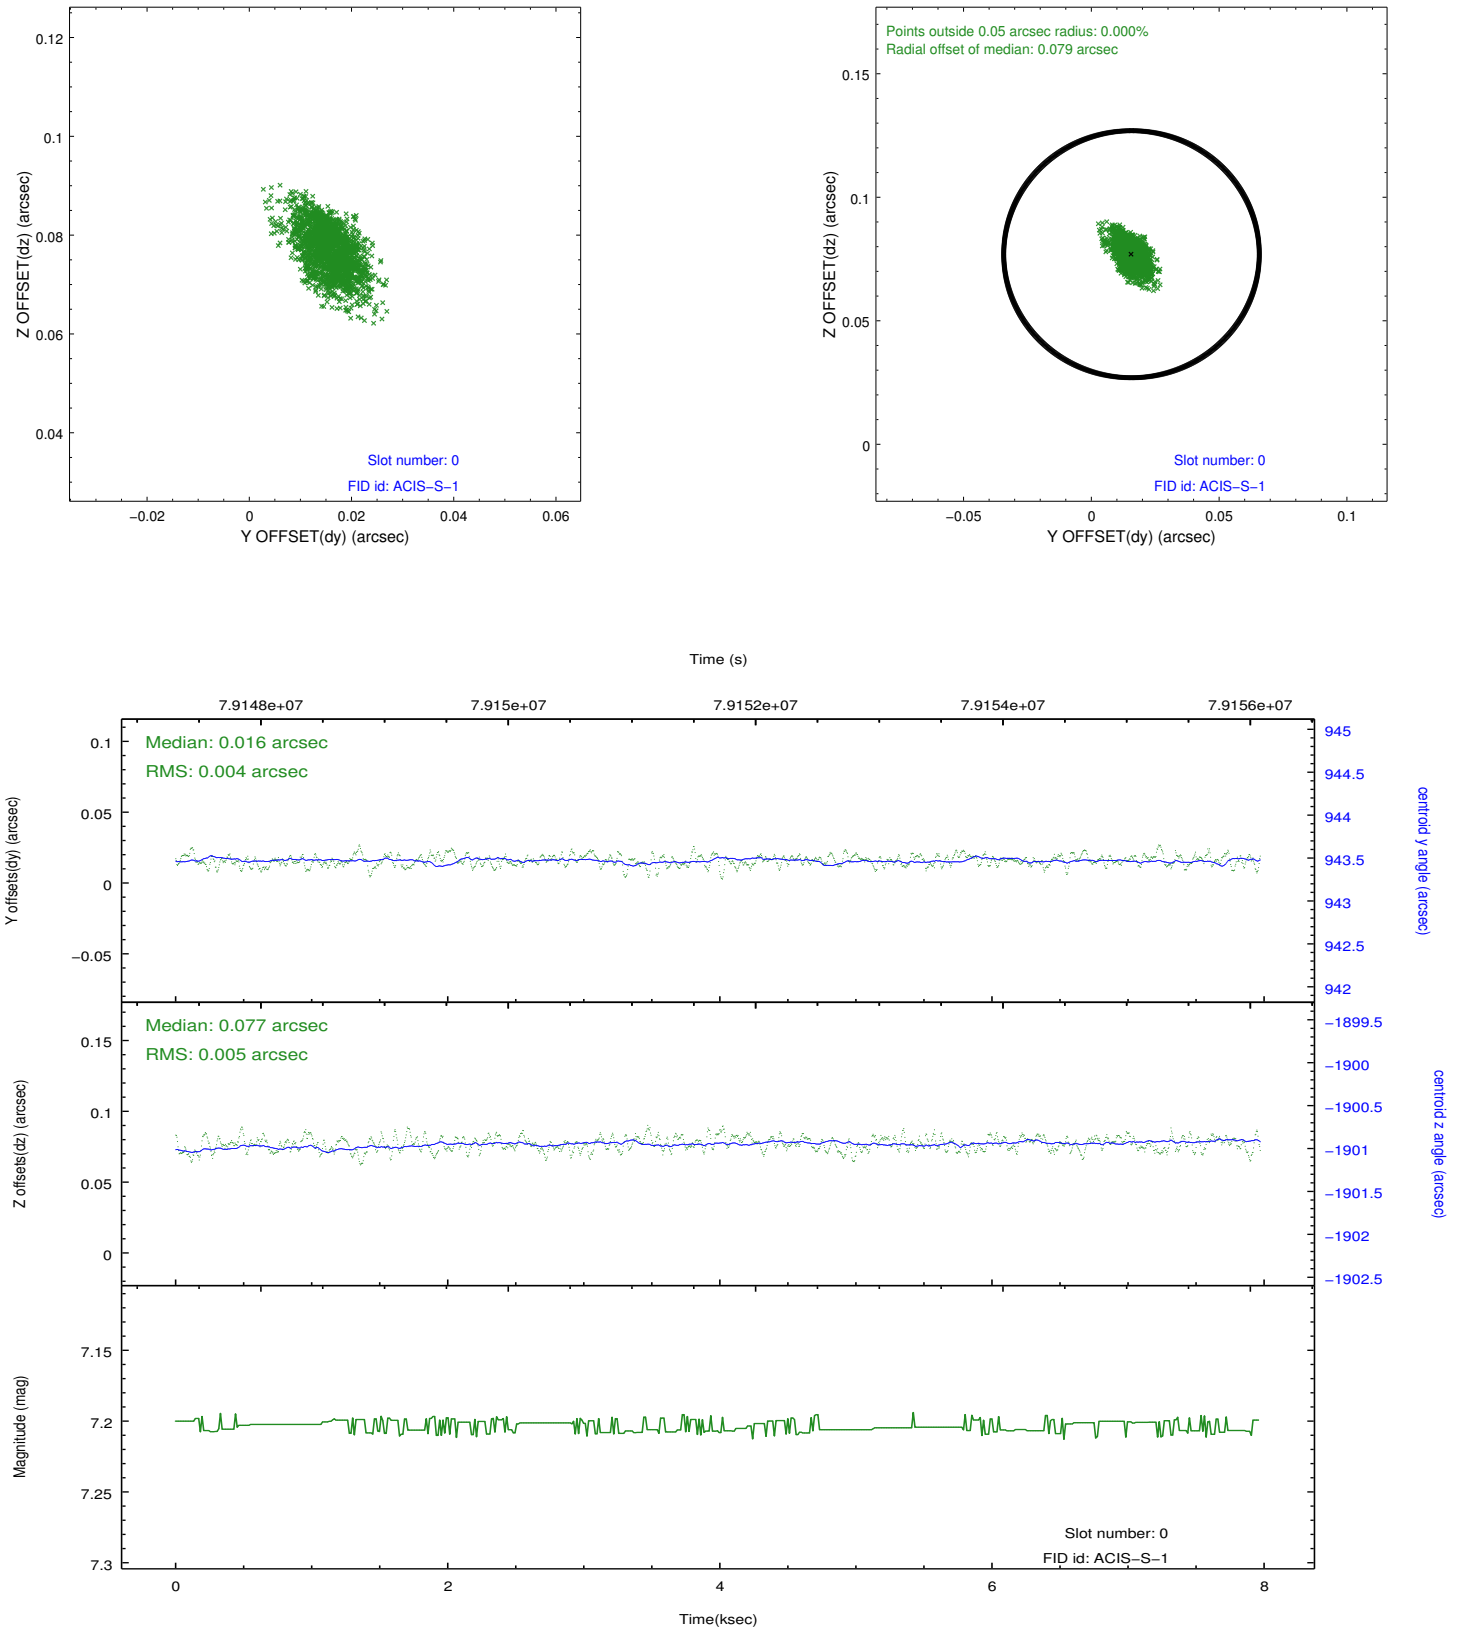 0.12
0.1
0.08
0.06
0.04
Z OFFSET(dz) (arcsec)
Slot number: 0
FID id: ACIS−S−1
−0.02 0 0.02 0.04 0.06
Y OFFSET(dy) (arcsec)
Points outside 0.05 arcsec radius: 0.000%
Radial offset of median: 0.079 arcsec
0.15
0.1
0.05
0
Z OFFSET(dz) (arcsec)
Slot number: 0
FID id: ACIS−S−1
−0.05 0 0.05 0.1
Y OFFSET(dy) (arcsec)
Time (s)
7.9148e+07 7.915e+07 7.9152e+07 7.9154e+07 7.9156e+07
Median: 0.016 arcsec
RMS: 0.004 arcsec
0.1
0.05
0
−0.05
Y offsets(dy) (arcsec)
945
944.5
944
943.5
943
942.5
942
centroid y angle (arcsec)
Median: 0.077 arcsec
RMS: 0.005 arcsec
0.15
0.1
0.05
0
Z offsets(dz) (arcsec)
−1899.5
−1900
−1900.5
−1901
−1901.5
−1902
−1902.5
centroid z angle (arcsec)
7.15
7.2
7.25
7.3
Magnitude (mag)
Slot number: 0
FID id: ACIS−S−1
0 2 4 6 8
Time(ksec)